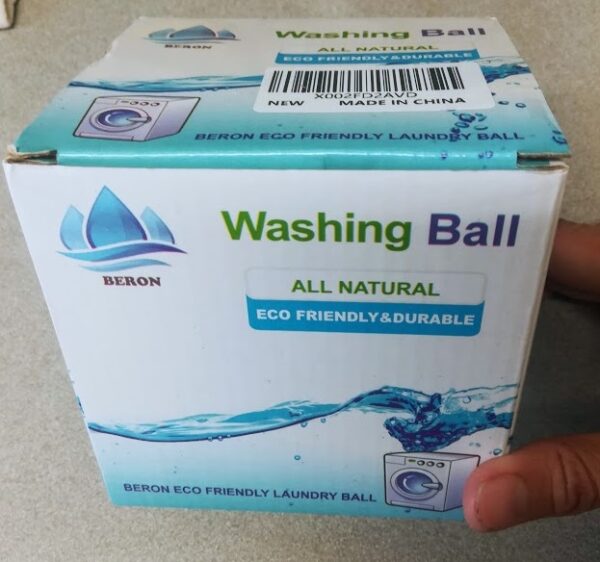 BERON
Washing Ball
ALL NATURAL
ECO FRIENDLY&DURABLE
X002FD2AVD
NEW MADE IN CHINA
BERON ECO FRIENDLY LAUNDRY BALL
BERON
Washing Ball
ALL NATURAL
ECO FRIENDLY&DURABLE
BERON ECO FRIENDLY LAUNDRY BALL